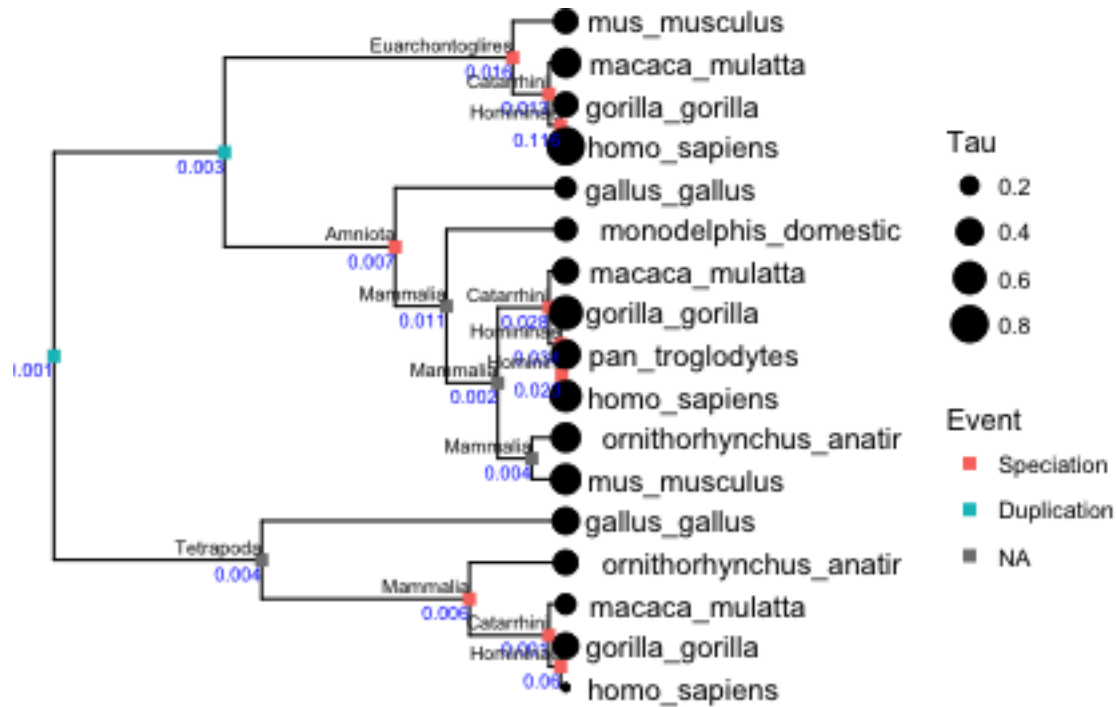 mus_musculus
Euarchontoglires
0.016
macaca_mulatta
Catarrhini
gorilla_gorilla
homo_sapiens
0.003
gallus_gallus
Amniota
0.007
monodelphis_domestic
Mammalia
0.011
macaca_mulatta
Catarrhini
0.028
gorilla_gorilla
pan_troglodytes
Mammalia
0.002
homo_sapiens
ornithorhynchus_anatir
Mammalia
0.004
mus_musculus
gallus_gallus
Tetrapoda
0.004
ornithorhynchus_anatir
Mammalia
0.006
macaca_mulatta
Catarrhini
gorilla_gorilla
0.06
homo_sapiens
.001
Tau
0.2
0.4
0.6
0.8
Event
Speciation
Duplication
NA